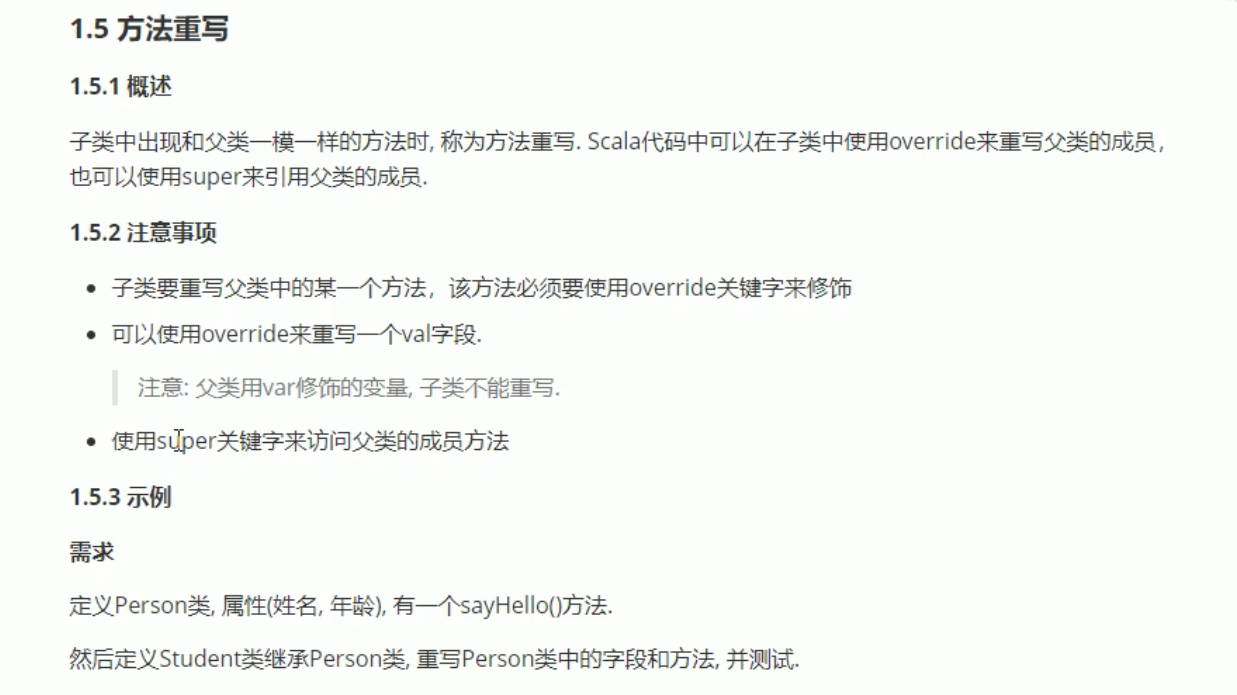 1.5 方法重写
1.5.1 概述
子类中出现和父类一模一样的方法时, 称为方法重写. Scala代码中可以在子类中使用override来重写父类的成员,
也可以使用super来引用父类的成员.
1.5.2 注意事项
• 子类要重写父类中的某一个方法，该方法必须要使用override关键字来修饰
• 可以使用override来重写一个val字段.
注意: 父类用var修饰的变量, 子类不能重写.
• 使用super关键字来访问父类的成员方法
1.5.3 示例
需求
定义Person类, 属性(姓名, 年龄), 有一个sayHello()方法.
然后定义Student类继承Person类, 重写Person类中的字段和方法, 并测试.